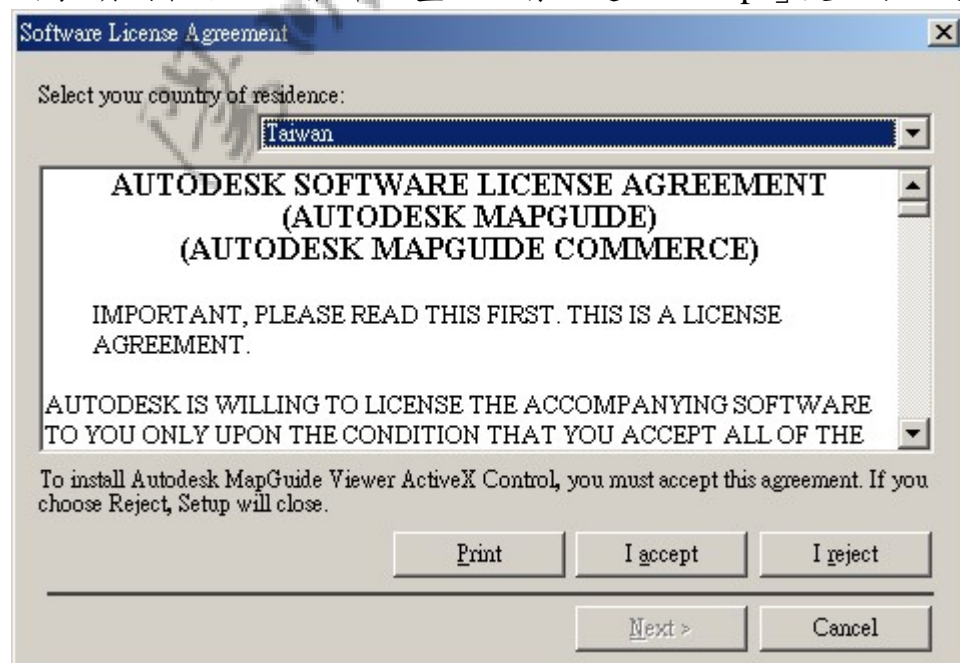 Software License Agreement
Select your country of residence:
Taiwan
AUTODESK SOFTWARE LICENSE AGREEMENT
(AUTODESK MAPGUIDE)
(AUTODESK MAPGUIDE COMMERCE)
IMPORTANT, PLEASE READ THIS FIRST. THIS IS A LICENSE
AGREEMENT.
AUTODESK IS WILLING TO LICENSE THE ACCOMPANYING SOFTWARE
TO YOU ONLY UPON THE CONDITION THAT YOU ACCEPT ALL OF THE
To install Autodesk MapGuide Viewer ActiveX Control, you must accept this agreement. If you
choose Reject, Setup will close.
Print
I accept
I reject
Next >
Cancel